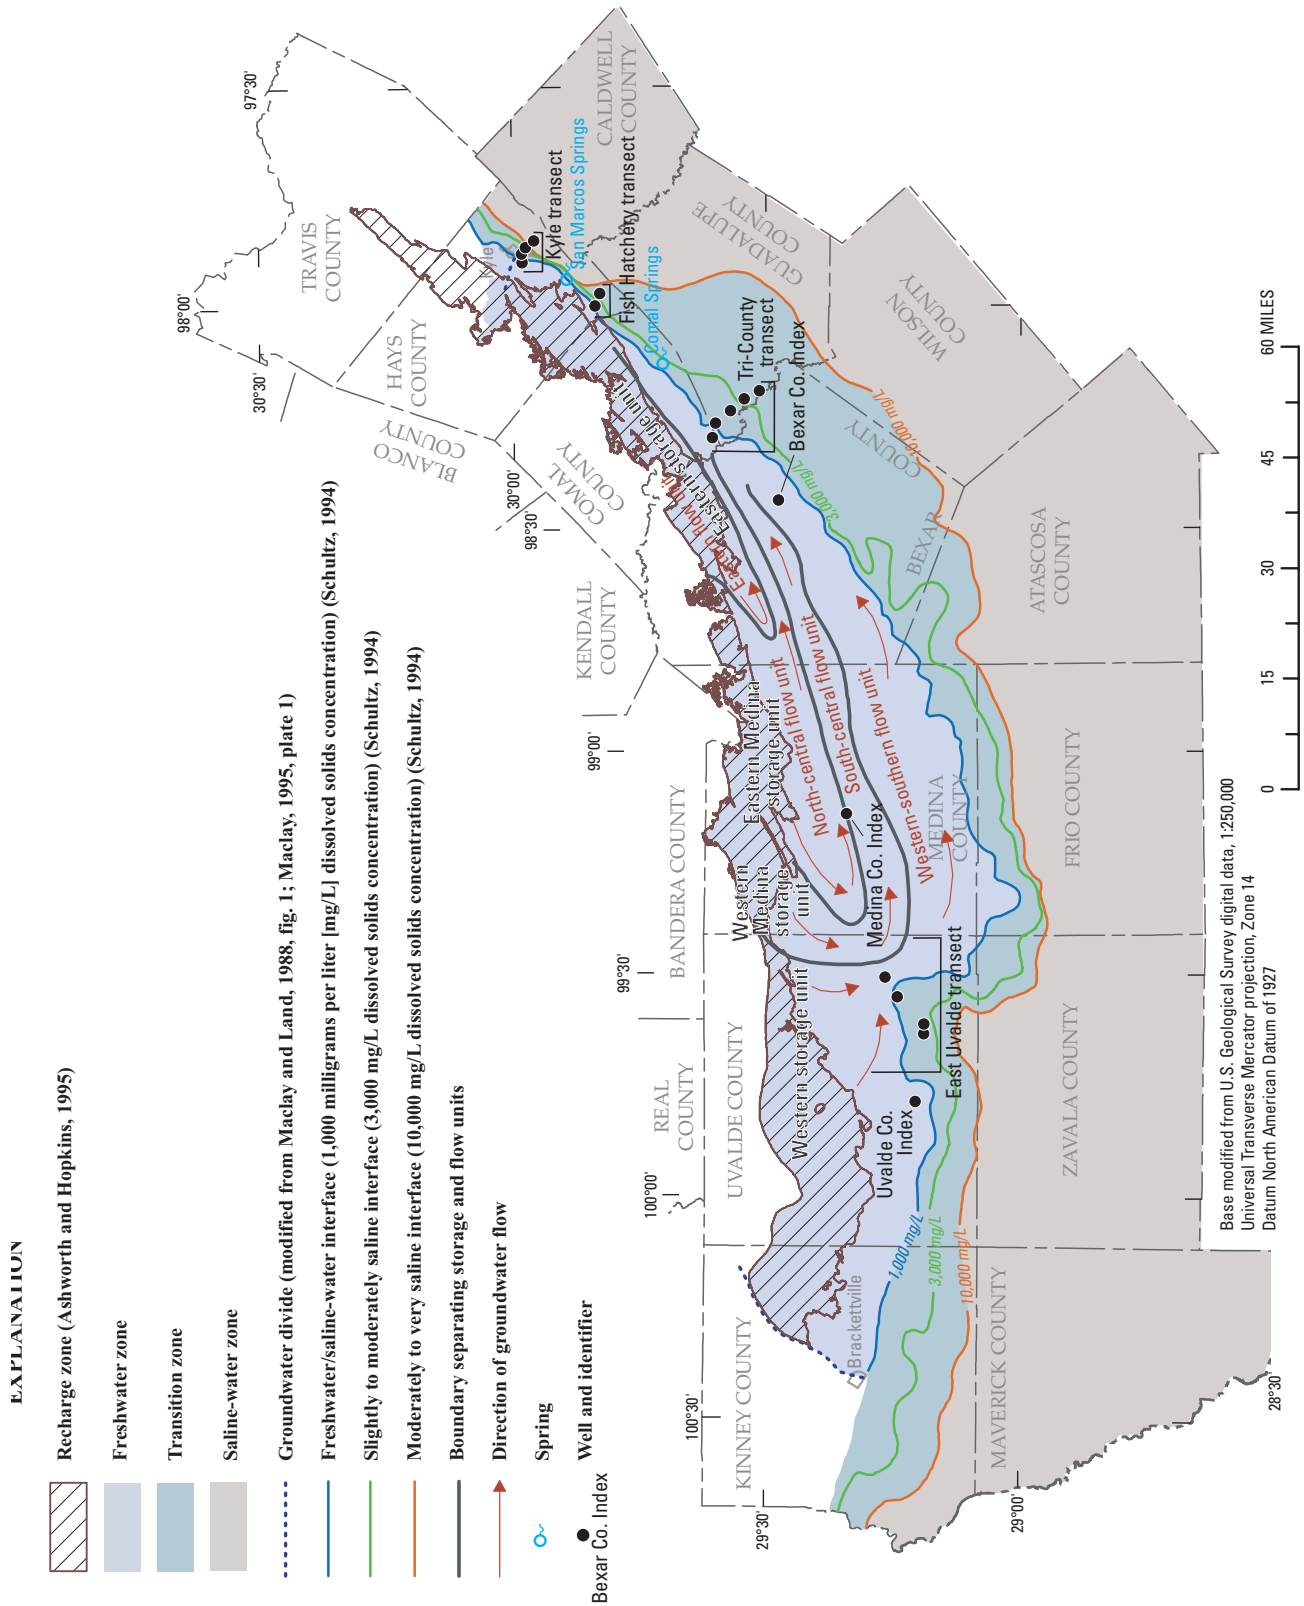 EXPLANATION
Recharge zone (Ashworth and Hopkins, 1995)
Freshwater zone
Transition zone
Saline-water zone
Groundwater divide (modified from Maclay and Land, 1988, fig. 1; Maclay, 1995, plate 1)
Freshwater/saline-water interface (1,000 milligrams per liter [mg/L] dissolved solids concentration) (Schultz, 1994)
Slightly to moderately saline interface (3,000 mg/L dissolved solids concentration) (Schultz, 1994)
Moderately to very saline interface (10,000 mg/L dissolved solids concentration) (Schultz, 1994)
Boundary separating storage and flow units
Direction of groundwater flow
Spring
Well and identifier
Bexar Co. Index
100°30'
100°00'
99°30'
99°00'
98°30'
30°00'
30°30'
98°00'
97°30'
29°30'
29°00'
28°30'
KINNEY COUNTY
UVALDE COUNTY
REAL
COUNTY
BANDERA COUNTY
KENDALL
COUNTY
COMAL
COUNTY
BLANCO
COUNTY
HAYS
COUNTY
TRAVIS
COUNTY
CALDWELL
COUNTY
GUADALUPE
COUNTY
WILSON
COUNTY
BEXAR
COUNTY
ATASCOSA
COUNTY
MEDINA
COUNTY
FRIO COUNTY
ZAVALA COUNTY
MAVERICK COUNTY
Brackettville
Kyle
Western storage unit
Western
Medina
storage
unit
Eastern Medina
storage unit
Eastern storage unit
Eastern flow unit
North-central flow unit
South-central flow unit
Western-southern flow unit
Uvalde Co.
Index
East Uvalde transect
Medina Co. Index
Bexar Co. Index
Tri-County
transect
Comal Springs
Fish Hatchery transect
San Marcos Springs
Kyle transect
1,000 mg/L
3,000 mg/L
10,000 mg/L
3,000 mg/L
10,000 mg/L
Base modified from U.S. Geological Survey digital data, 1:250,000
Universal Transverse Mercator projection, Zone 14
Datum North American Datum of 1927
0 15 30 45 60 MILES